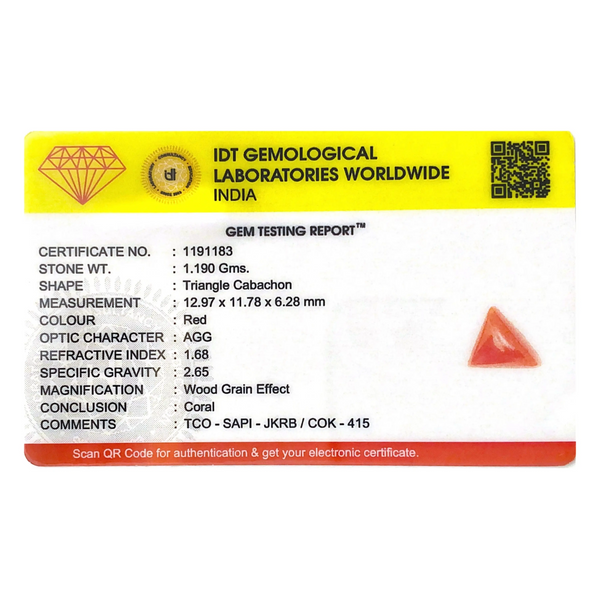 IDT GEMOLOGICAL
LABORATORIES WORLDWIDE
INDIA
GEM TESTING REPORT™
CERTIFICATE NO. : 1191183
STONE WT. : 1.190 Gms.
SHAPE : Triangle Cabachon
MEASUREMENT : 12.97 x 11.78 x 6.28 mm
COLOUR : Red
OPTIC CHARACTER : AGG
REFRACTIVE INDEX : 1.68
SPECIFIC GRAVITY : 2.65
MAGNIFICATION : Wood Grain Effect
CONCLUSION : Coral
COMMENTS : TCO - SAPI - JKRB / COK - 415
Scan QR Code for authentication & get your electronic certificate.